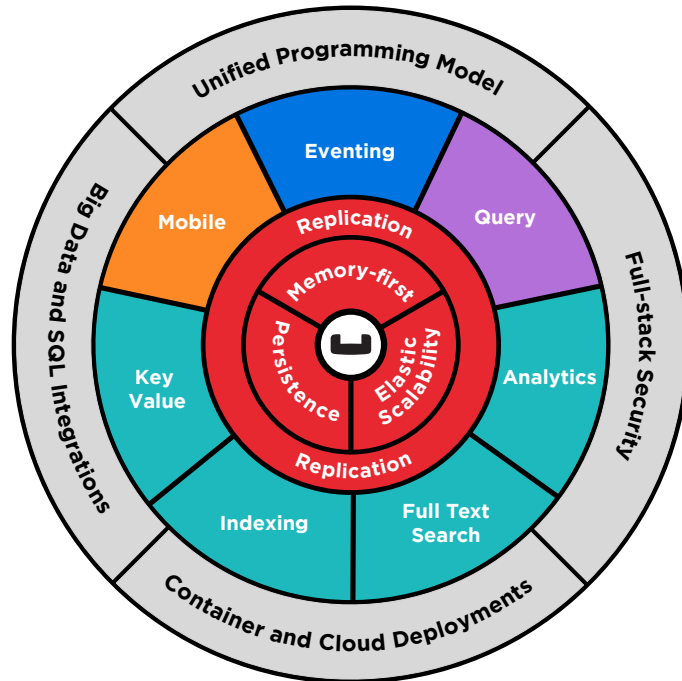 Unified Programming Model
Eventing
Mobile
Query
Replication
Memory-first
Big Data and SQL Integrations
Full-stack Security
Persistence
Elastic
Scalability
Key
Value
Analytics
Replication
Indexing
Full Text
Search
Container and Cloud Deployments